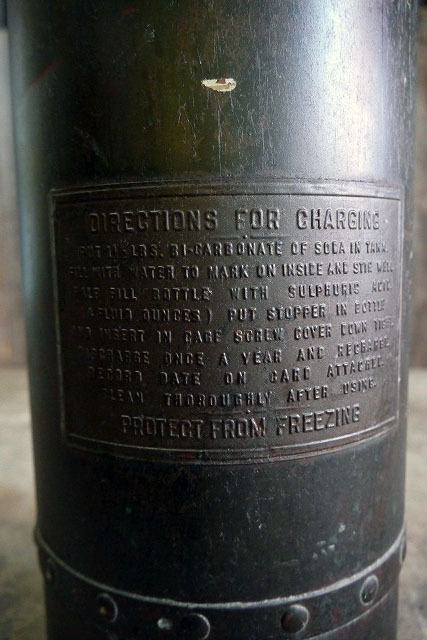 DIRECTIONS FOR CHARGING
PUT 1½ LBS. BI-CARBONATE OF SODA IN TANK.
FILL WITH WATER TO MARK ON INSIDE AND STIR WELL
HALF FILL BOTTLE WITH SULPHURIC ACID.
4 FLUID OUNCES) PUT STOPPER IN BOTTLE
AND INSERT IN CAGE SCREW COVER DOWN
DISCHARGE ONCE A YEAR AND RECHARGE.
RECORD DATE ON CARD ATTACHED.
CLEAN THOROUGHLY AFTER USING.
PROTECT FROM FREEZING